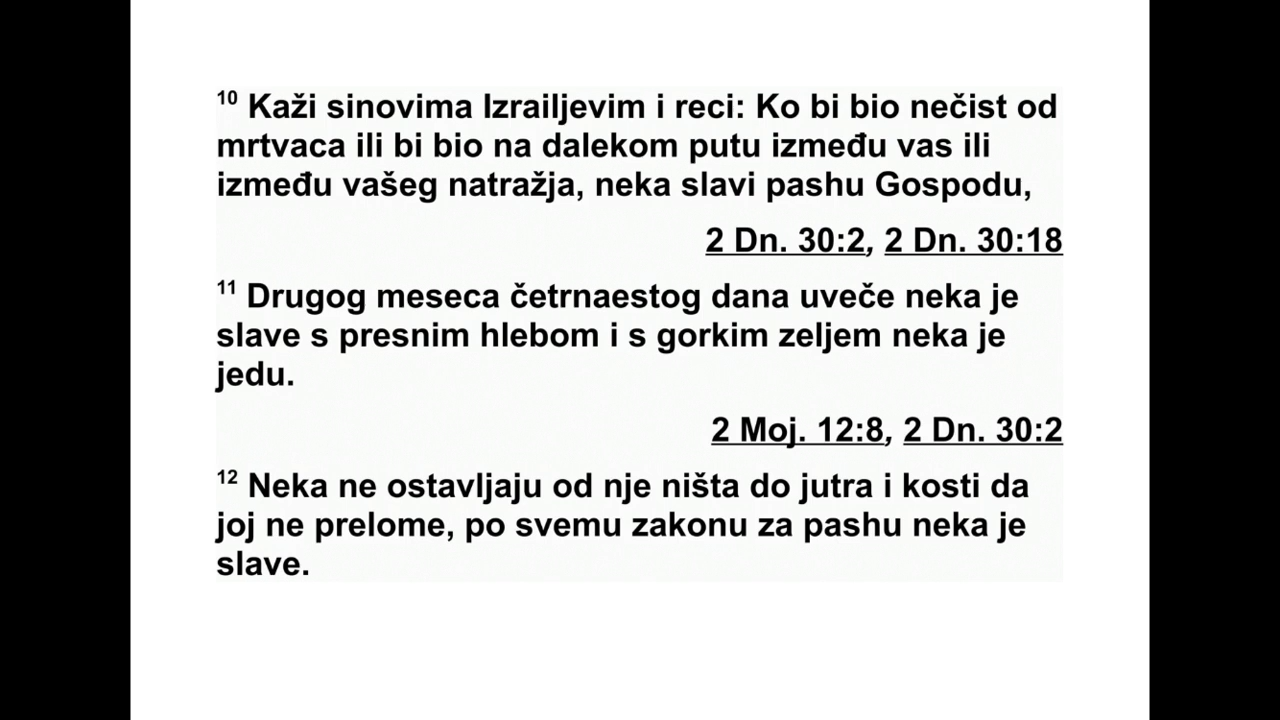 10 Kaži sinovima Izrailjevim i reci: Ko bi bio nečist od
mrtvaca ili bi bio na dalekom putu između vas ili
između vašeg natražja, neka slavi pashu Gospodu,
2 Dn. 30:2, 2 Dn. 30:18
11 Drugog meseca četrnaestog dana uveče neka je
slave s presnim hlebom i s gorkim zeljem neka je
jedu.
2 Moj. 12:8, 2 Dn. 30:2
12 Neka ne ostavljaju od nje ništa do jutra i kosti da
joj ne prelome, po svemu zakonu za pashu neka je
slave.